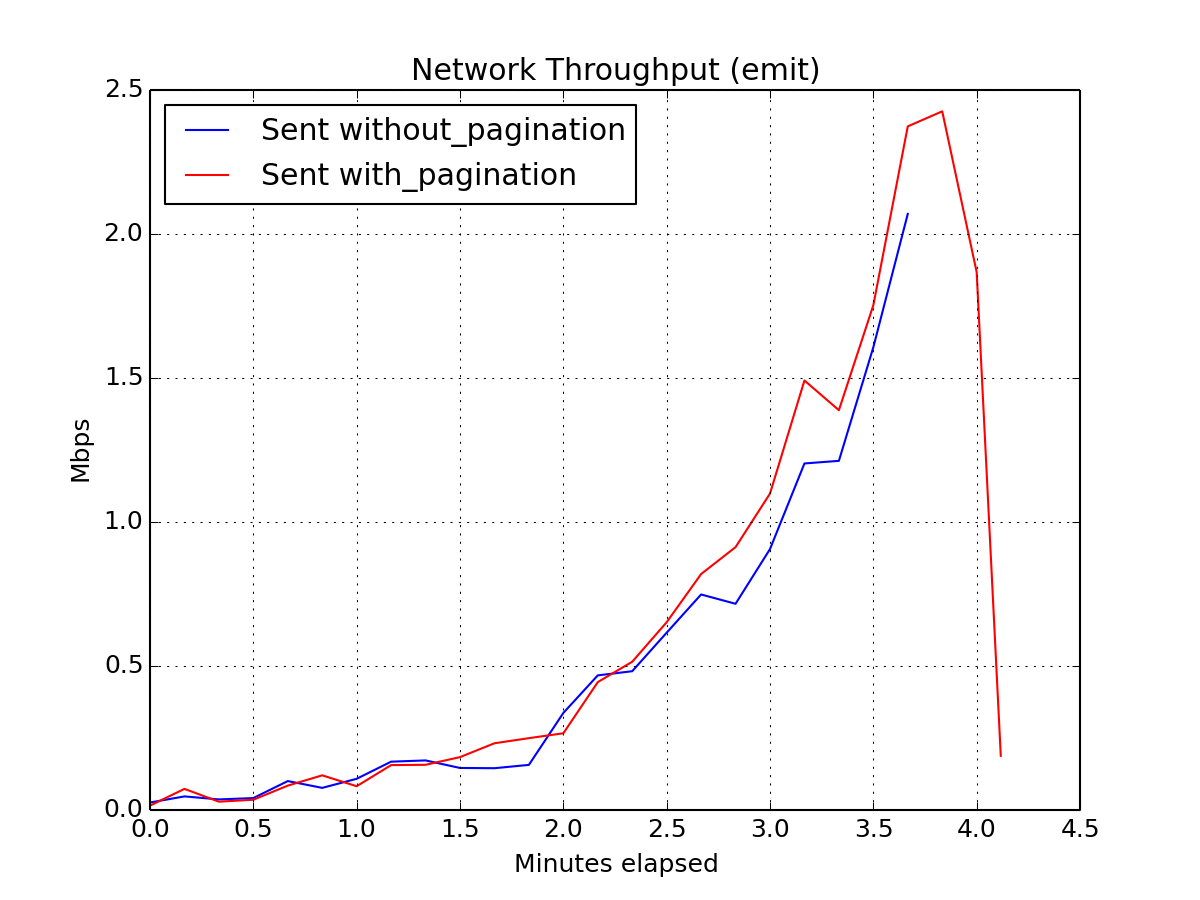 Network Throughput (emit)
Sent without_pagination
Sent with_pagination
2.5
2.0
1.5
1.0
0.5
0.0
Mbps
0.0 0.5 1.0 1.5 2.0 2.5 3.0 3.5 4.0 4.5
Minutes elapsed